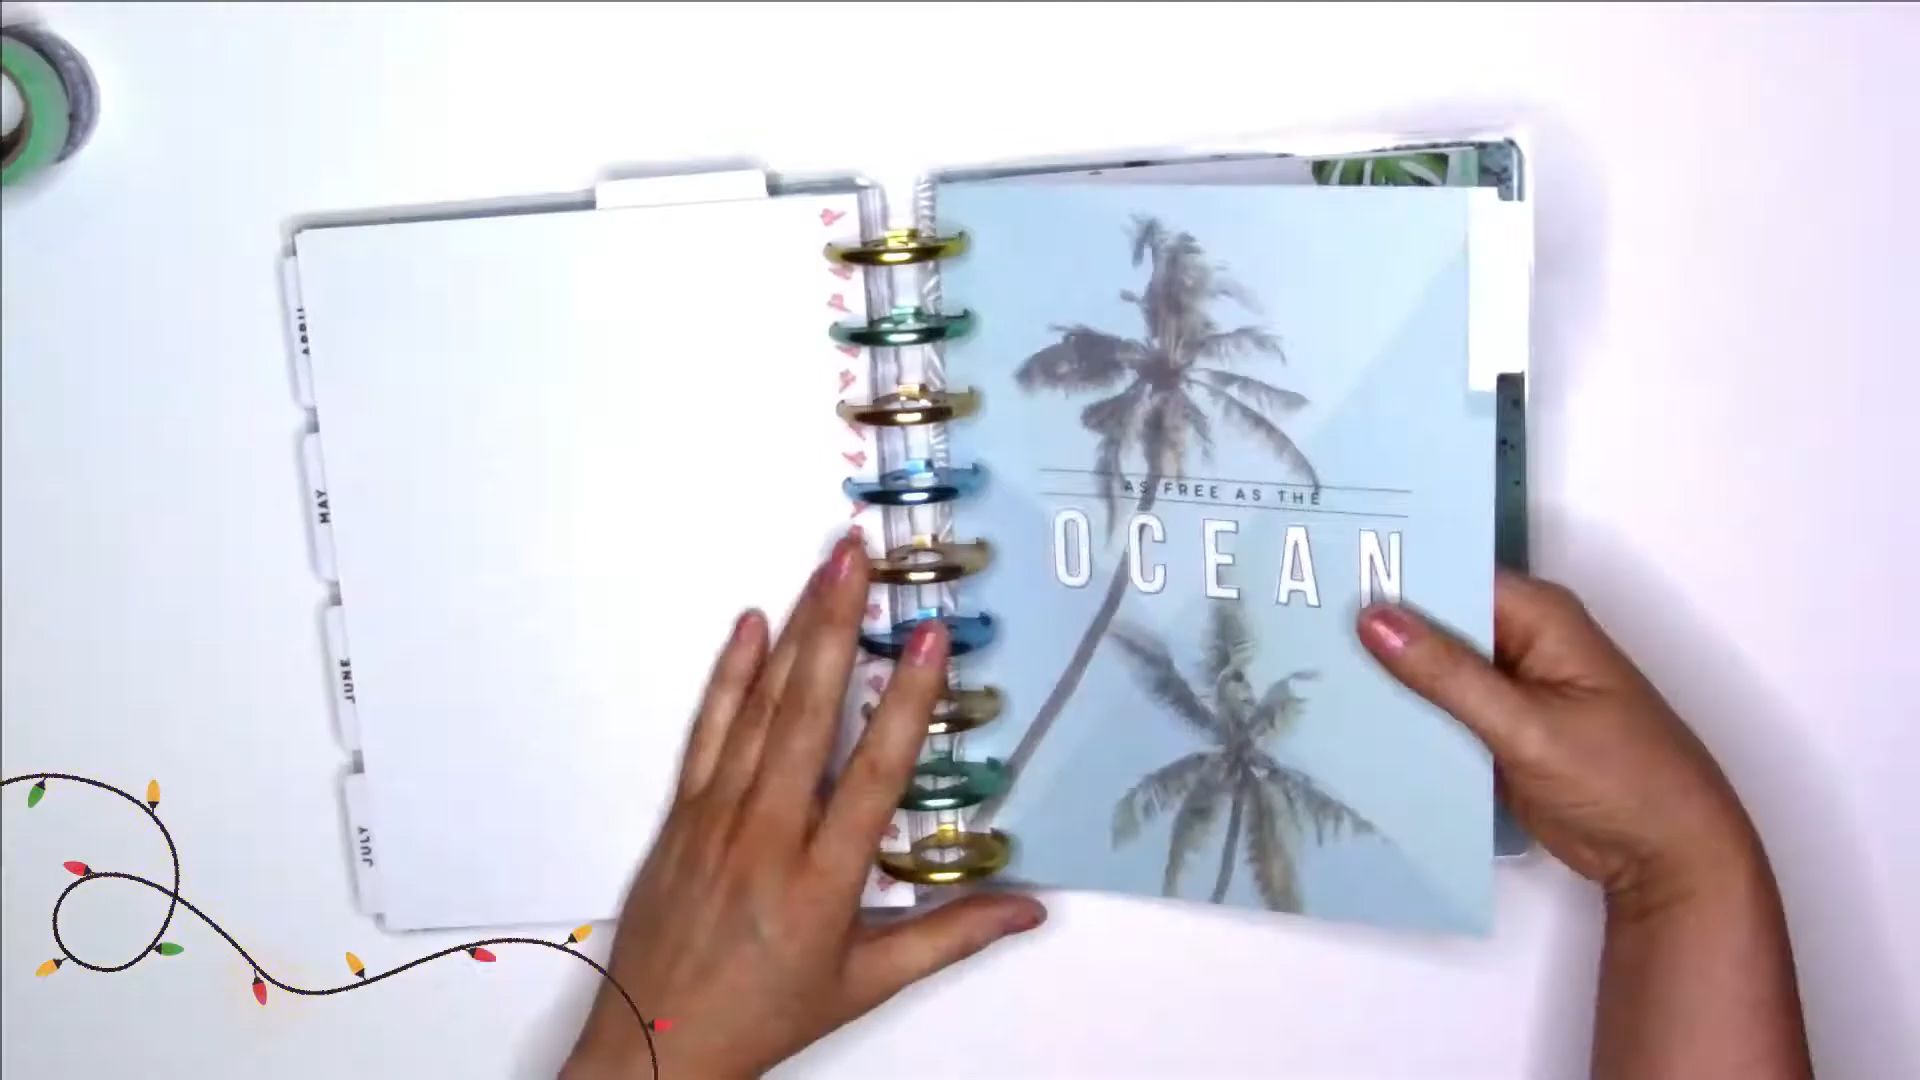 APRIL
MAY
JUNE
JULY
AS FREE AS THE
OCEAN